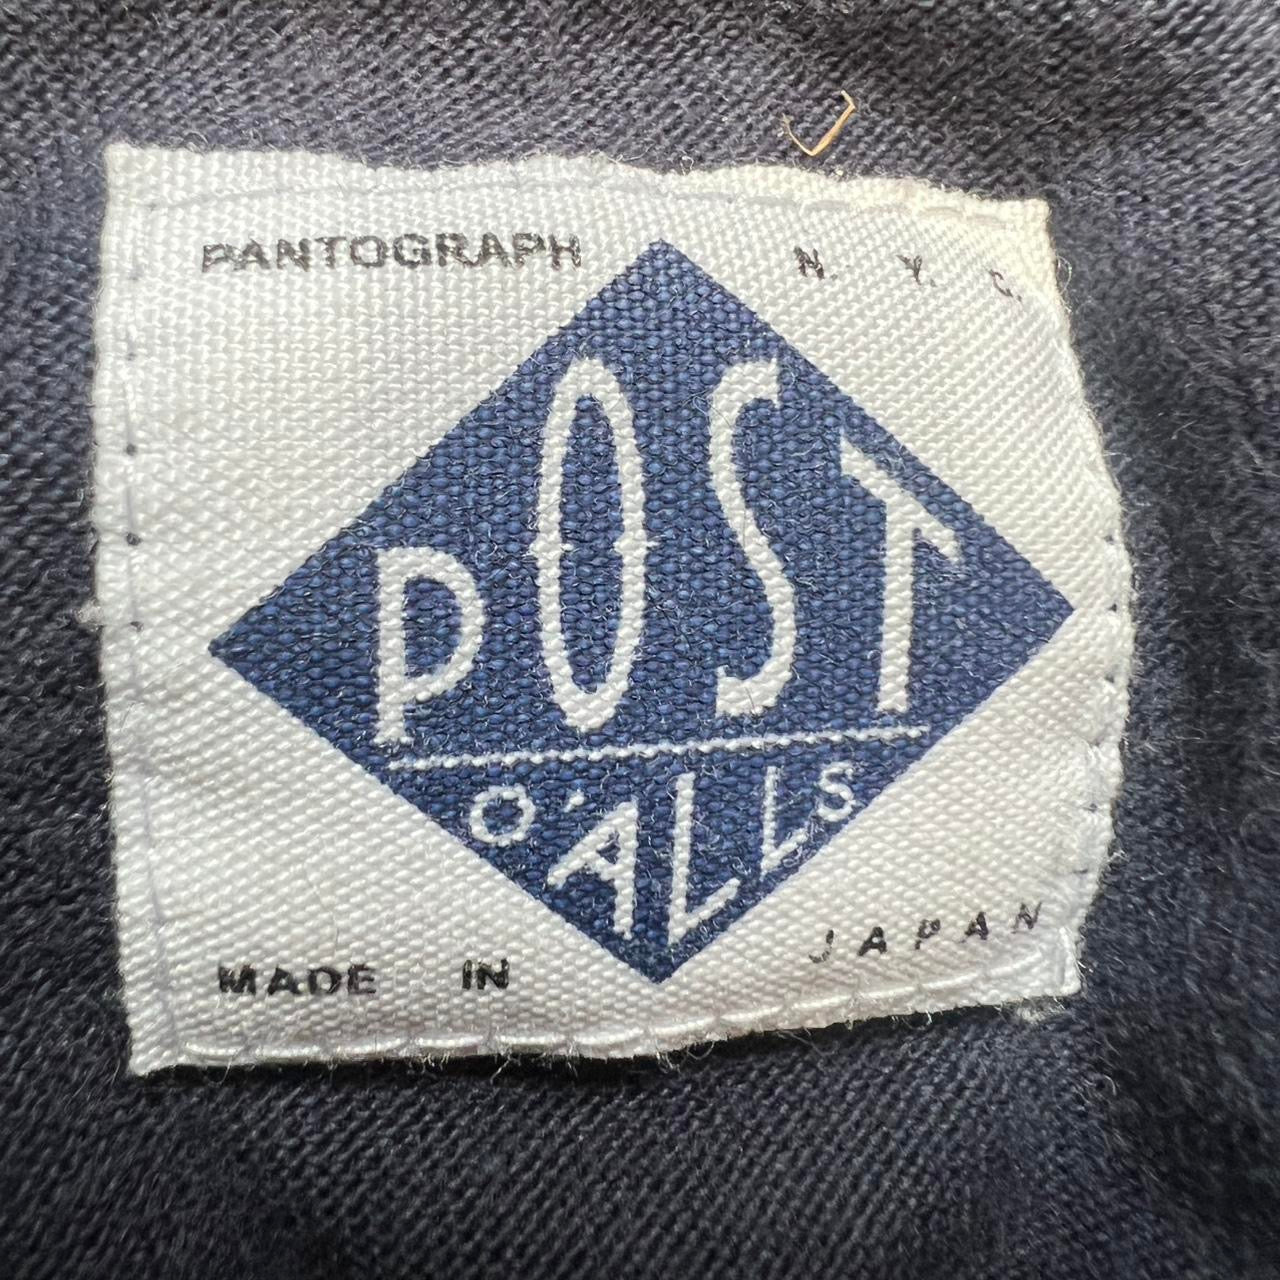 PANTOGRAPH N. Y. C.
POST
O'ALLS
MADE IN JAPAN